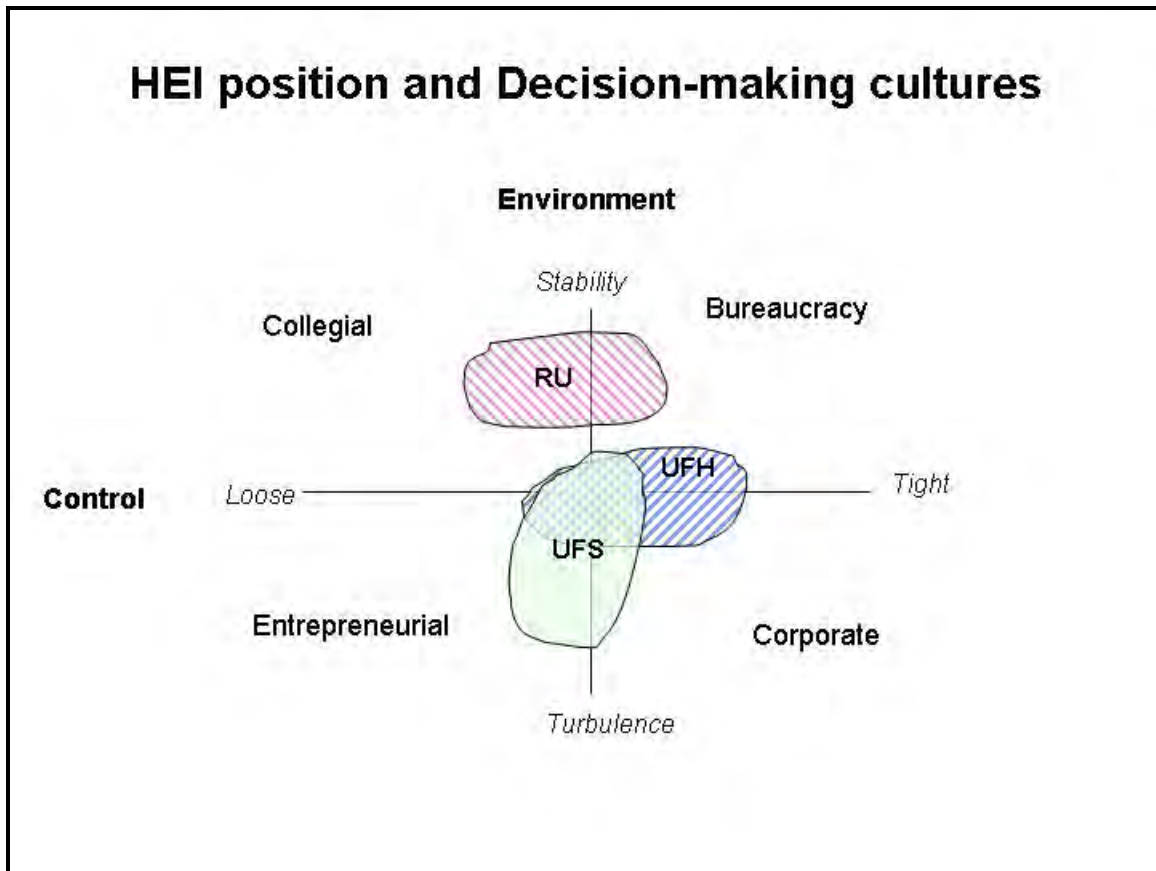 HEI position and Decision-making cultures
Environment
Stability
Collegial
Bureaucracy
RU
UFH
Control
Loose
Tight
UFS
Entrepreneurial
Corporate
Turbulence